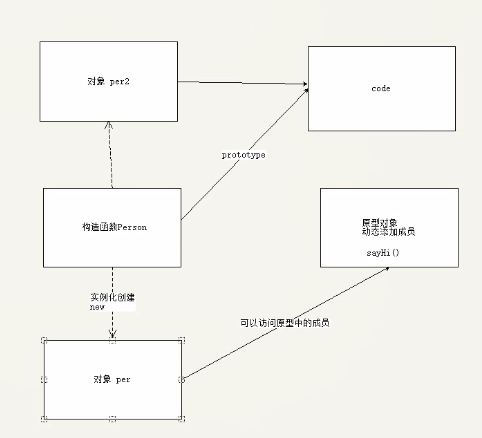 对象 per2
code
prototype
构造函数Person
原型对象
动态添加成员
sayHi()
实例化创建
new
可以访问原型中的成员
对象 per